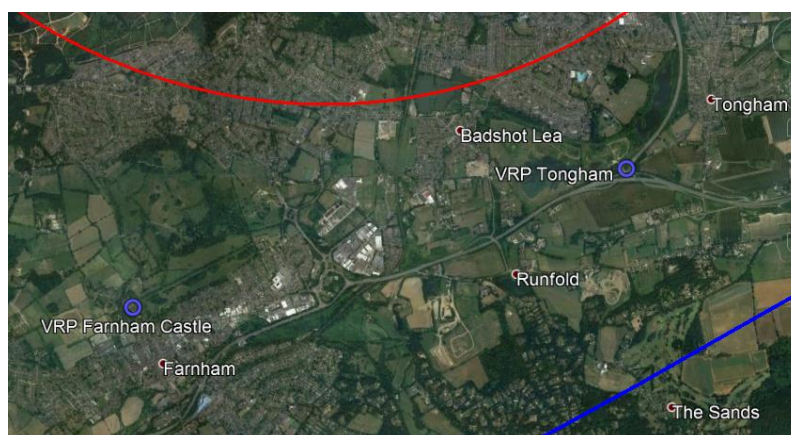 Tongham
Badshot Lea
VRP Tongham
Runfold
VRP Farnham Castle
Farnham
The Sands